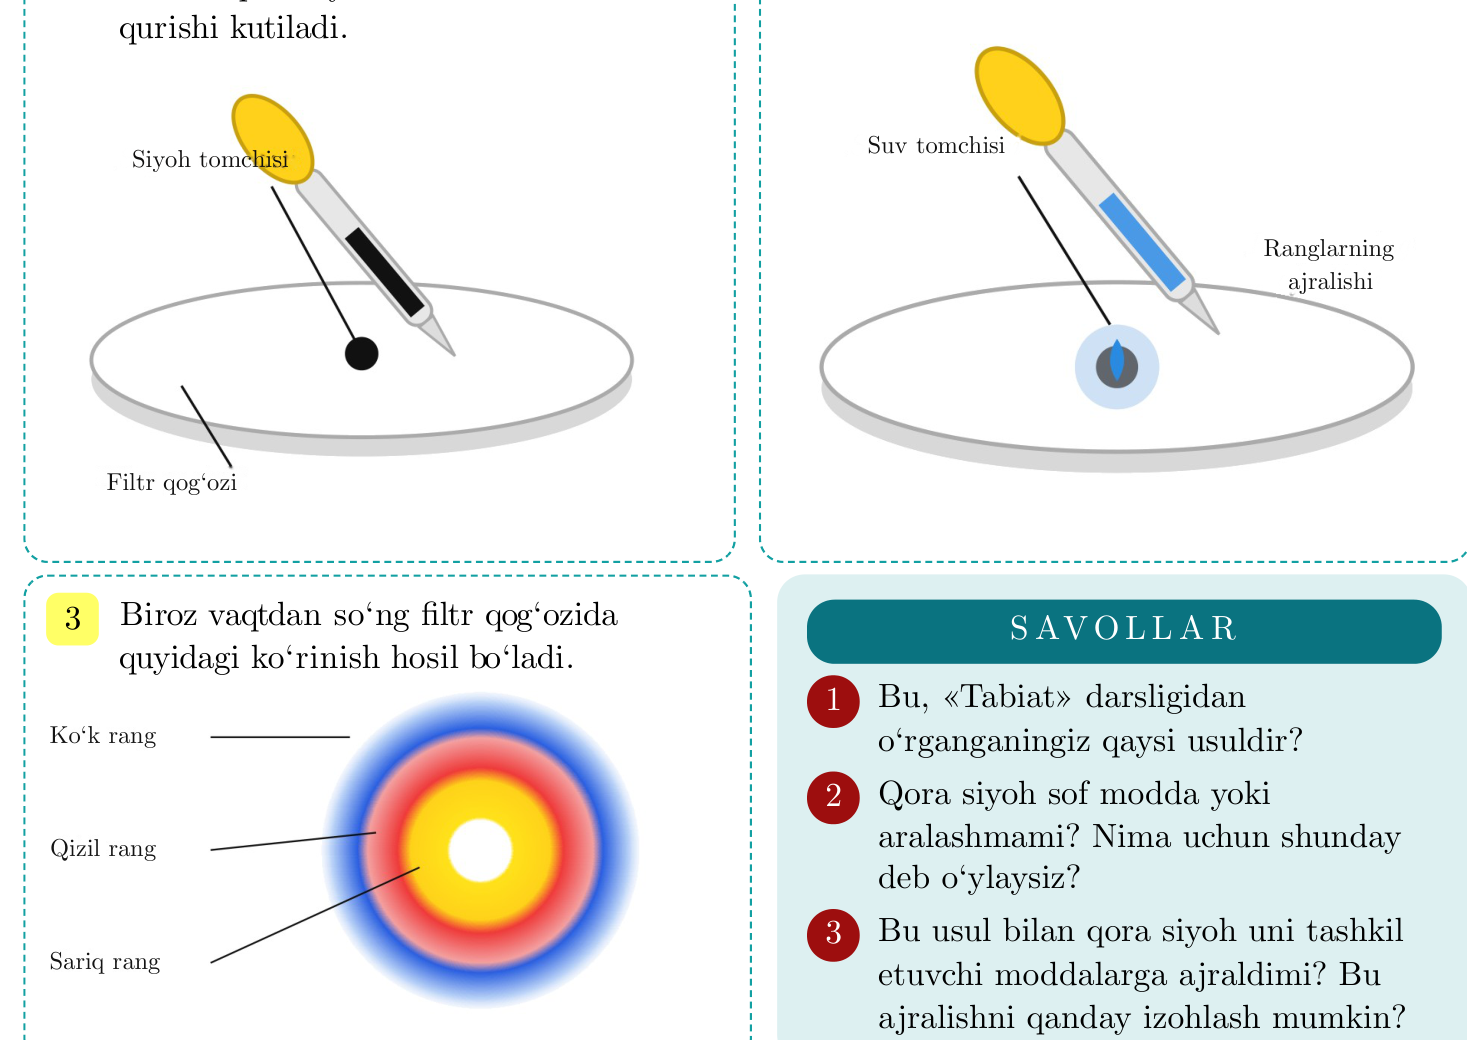 qurishi kutiladi.
Siyoh tomchisi
Filtr qog‘ozi
Suv tomchisi
Ranglarning
ajralishi
3 Biroz vaqtdan so‘ng filtr qog‘ozida
quyidagi ko‘rinish hosil bo‘ladi.
Ko‘k rang
Qizil rang
Sariq rang
SAVOLLAR
1 Bu, «Tabiat» darsligidan
o‘rganganingiz qaysi usuldir?
2 Qora siyoh sof modda yoki
aralashmami? Nima uchun shunday
deb o‘ylaysiz?
3 Bu usul bilan qora siyoh uni tashkil
etuvchi moddalarga ajraldimi? Bu
ajralishni qanday izohlash mumkin?